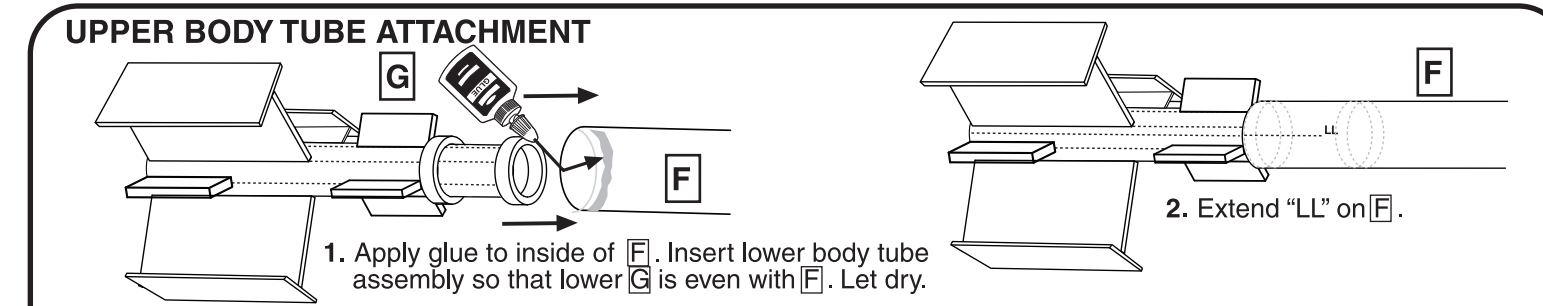 UPPER BODY TUBE ATTACHMENT
G
GLUE
F
F
LL
1. Apply glue to inside of F. Insert lower body tube
assembly so that lower G is even with F. Let dry.
2. Extend “LL” on F.